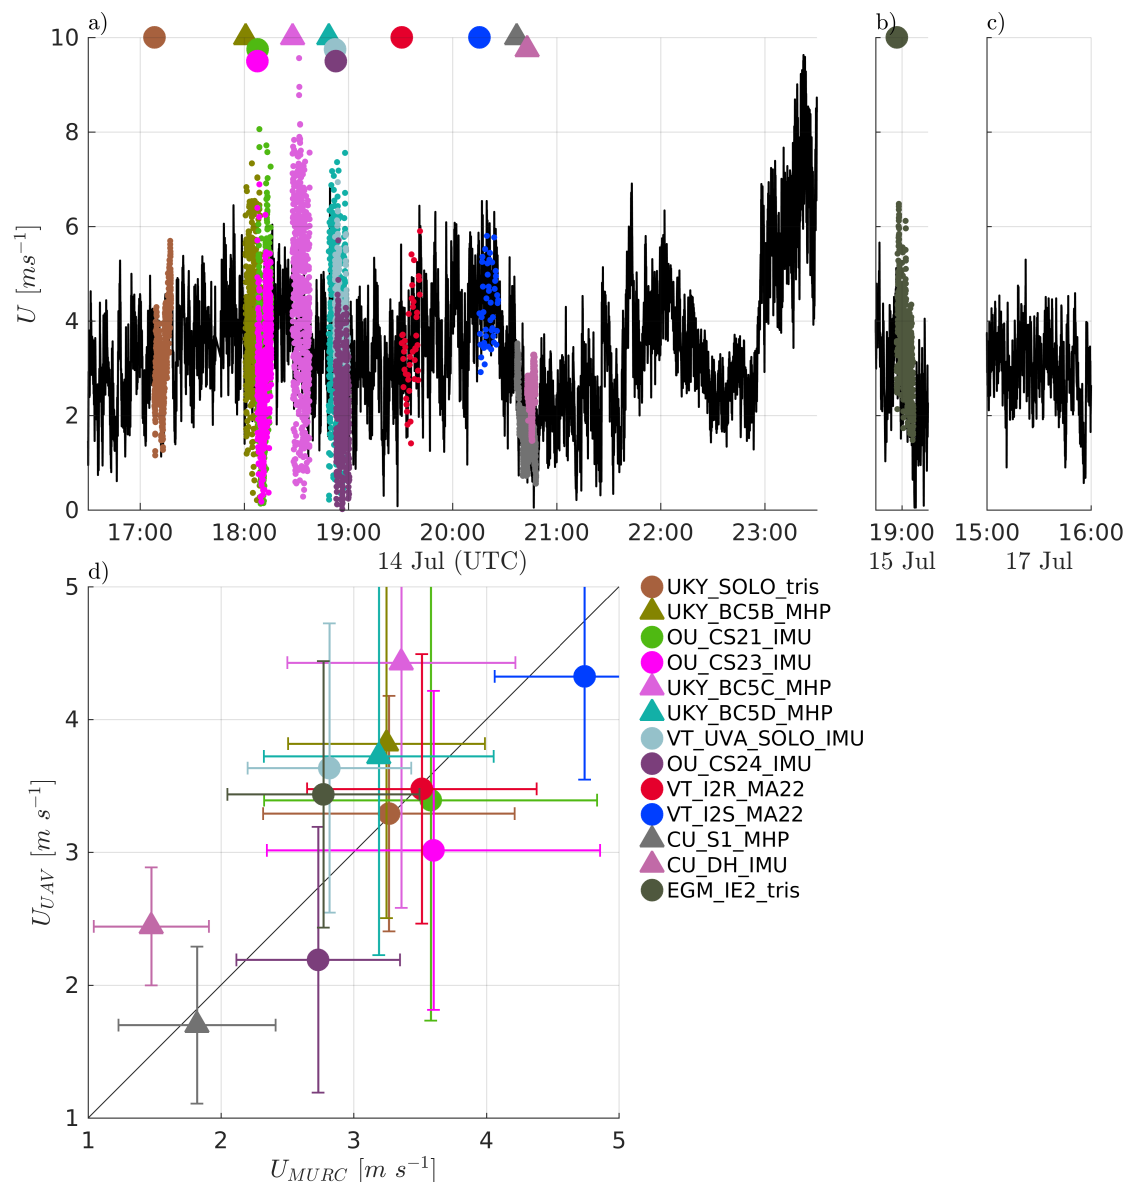 a)
b)
c)
10
8
6
4
2
0
U [ms⁻¹]
17:00 18:00 19:00 20:00 21:00 22:00 23:00
19:00
15:00 16:00
14 Jul (UTC)
15 Jul
17 Jul
d)
5
4
3
2
1
U_UAV [m s⁻¹]
1 2 3 4 5
U_MURC [m s⁻¹]
UKY_SOLO_tris
UKY_BC5B_MHP
OU_CS21_IMU
OU_CS23_IMU
UKY_BC5C_MHP
UKY_BC5D_MHP
VT_UVA_SOLO_IMU
OU_CS24_IMU
VT_I2R_MA22
VT_I2S_MA22
CU_S1_MHP
CU_DH_IMU
EGM_IE2_tris